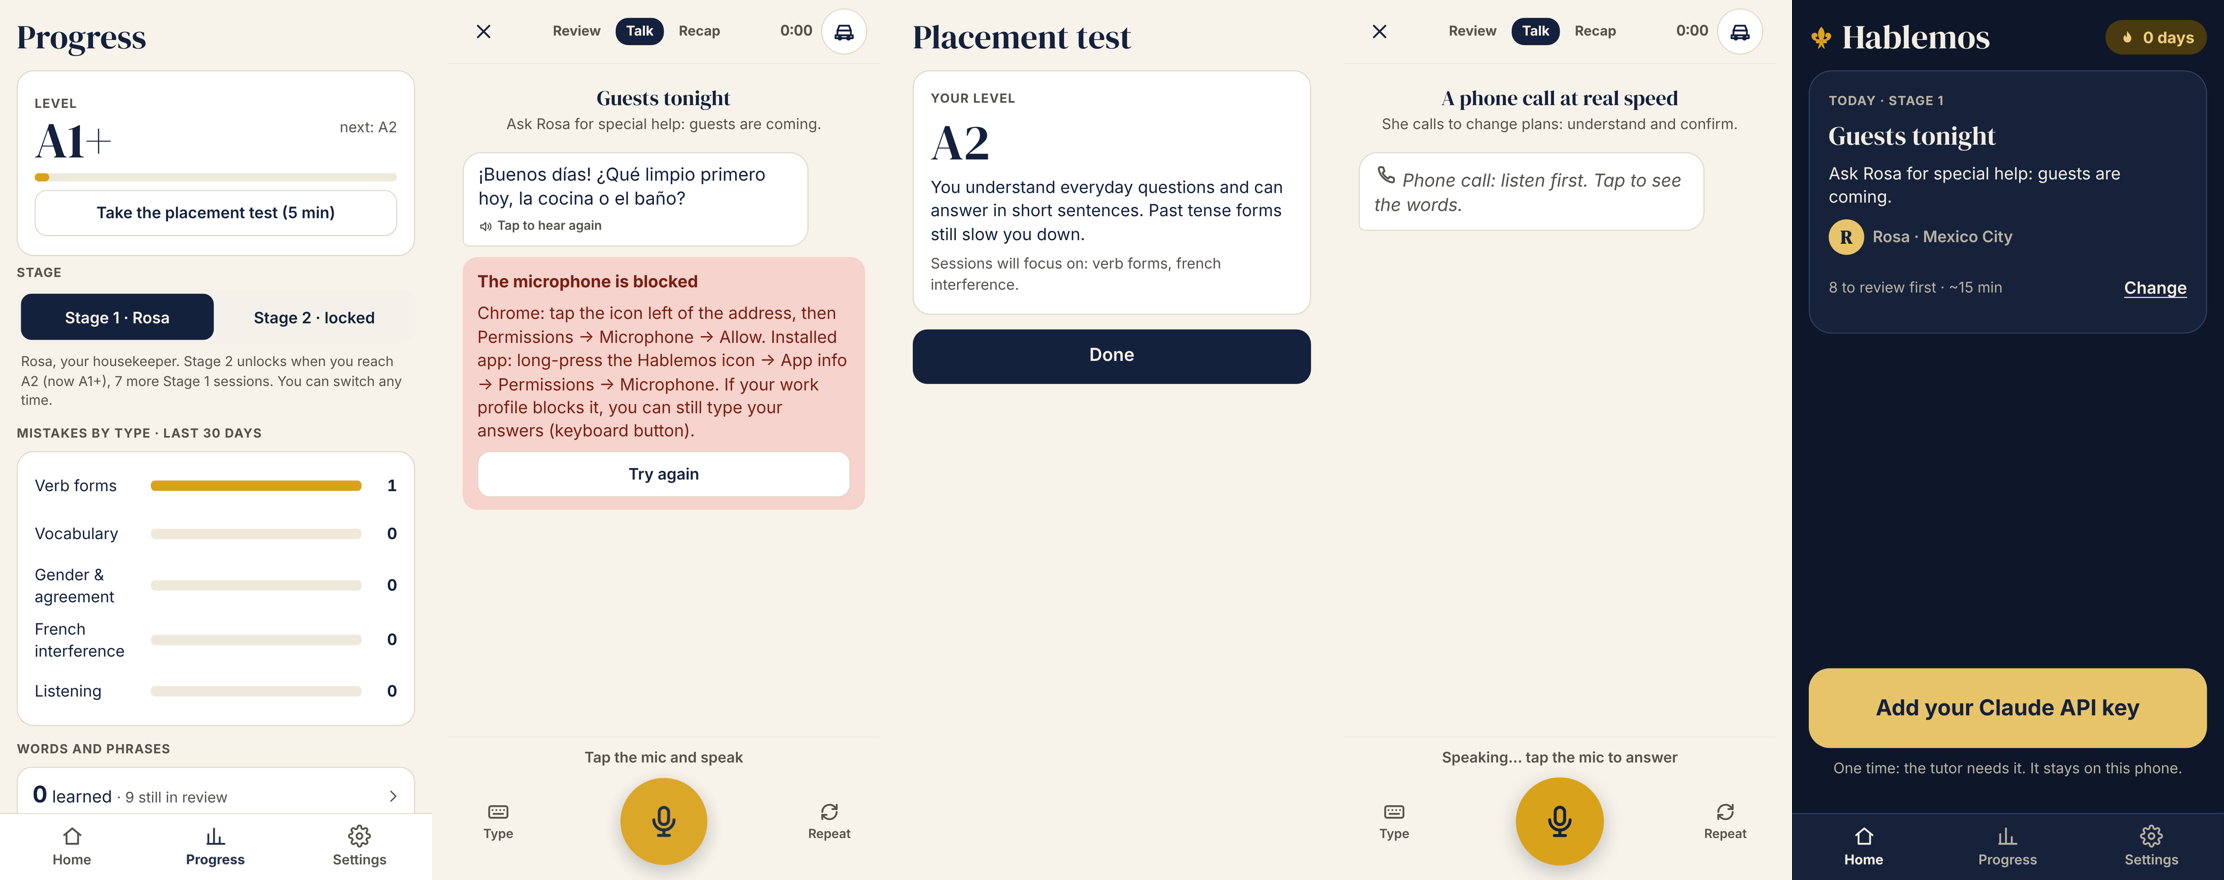 Progress
LEVEL
A1+
next: A2
Take the placement test (5 min)
STAGE
Stage 1 · Rosa
Stage 2 · locked
Rosa, your housekeeper. Stage 2 unlocks when you reach
A2 (now A1+), 7 more Stage 1 sessions. You can switch any
time.
MISTAKES BY TYPE · LAST 30 DAYS
Verb forms 1
Vocabulary 0
Gender &
agreement 0
French
interference 0
Listening 0
WORDS AND PHRASES
0 learned · 9 still in review
Home
Progress
Settings
Review
Talk
Recap
0:00
Guests tonight
Ask Rosa for special help: guests are coming.
¡Buenos días! ¿Qué limpio primero
hoy, la cocina o el baño?
Tap to hear again
The microphone is blocked
Chrome: tap the icon left of the address, then
Permissions → Microphone → Allow. Installed
app: long-press the Hablemos icon → App info
→ Permissions → Microphone. If your work
profile blocks it, you can still type your
answers (keyboard button).
Try again
Tap the mic and speak
Type
Repeat
Placement test
YOUR LEVEL
A2
You understand everyday questions and can
answer in short sentences. Past tense forms
still slow you down.
Sessions will focus on: verb forms, french
interference.
Done
Review
Talk
Recap
0:00
A phone call at real speed
She calls to change plans: understand and confirm.
Phone call: listen first. Tap to see
the words.
Speaking... tap the mic to answer
Type
Repeat
Hablemos
0 days
TODAY · STAGE 1
Guests tonight
Ask Rosa for special help: guests are
coming.
R
Rosa · Mexico City
8 to review first · ~15 min
Change
Add your Claude API key
One time: the tutor needs it. It stays on this phone.
Home
Progress
Settings